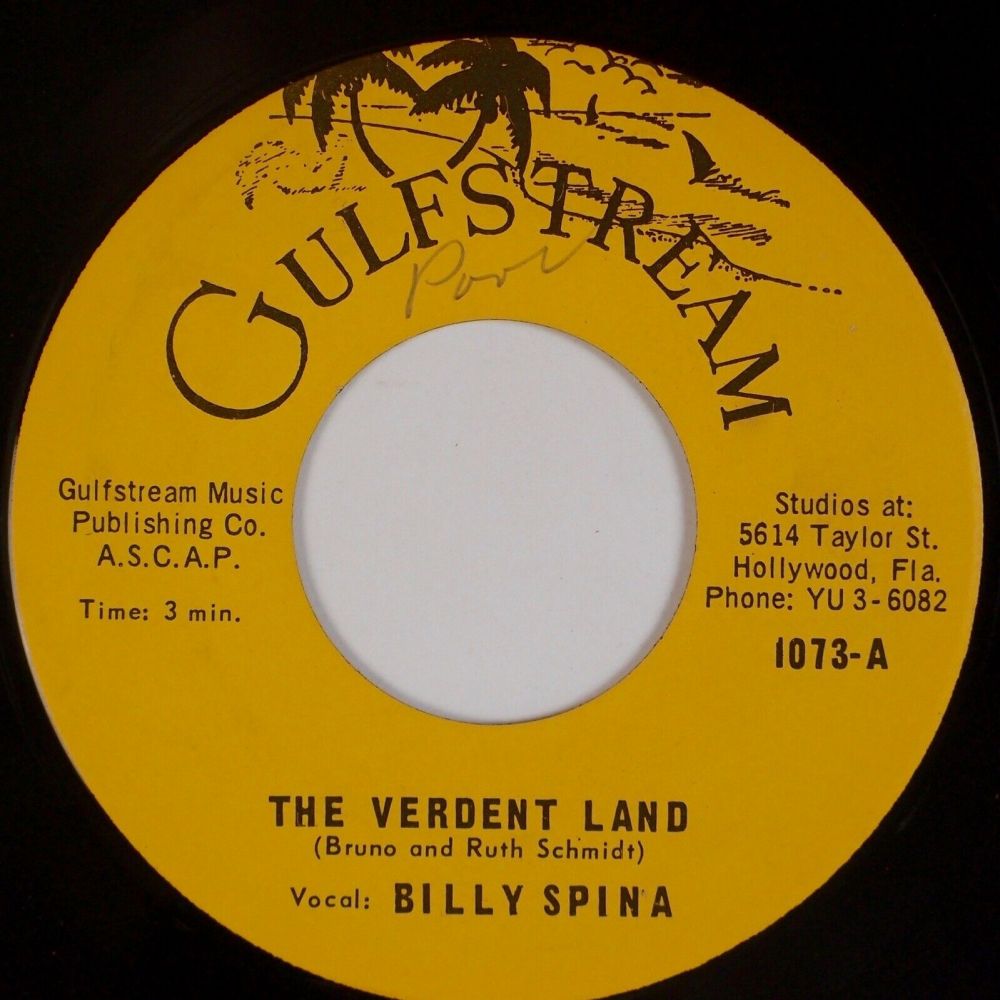 GULFSTREAM
Poor
Gulfstream Music
Publishing Co.
A.S.C.A.P.
Time: 3 min.
Studios at:
5614 Taylor St.
Hollywood, Fla.
Phone: YU 3-6082
1073-A
THE VERDENT LAND
(Bruno and Ruth Schmidt)
Vocal: BILLY SPINA